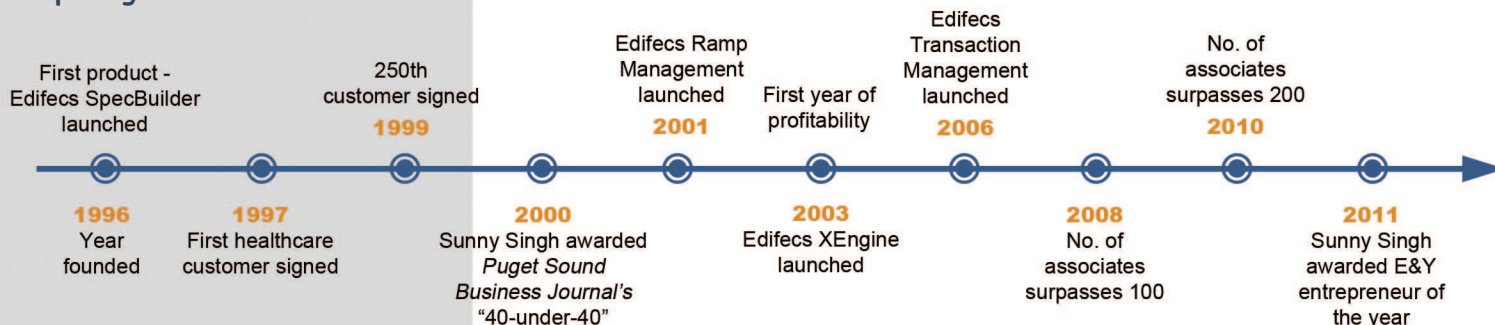 First product -
Edifecs SpecBuilder
launched
1996
Year
founded
1997
First healthcare
customer signed
250th
customer signed
1999
2000
Sunny Singh awarded
Puget Sound
Business Journal's
“40-under-40”
Edifecs Ramp
Management
launched
2001
First year of
profitability
2003
Edifecs XEngine
launched
Edifecs
Transaction
Management
launched
2006
2008
No. of
associates
surpasses 100
No. of
associates
surpasses 200
2010
2011
Sunny Singh
awarded E&Y
entrepreneur of
the year